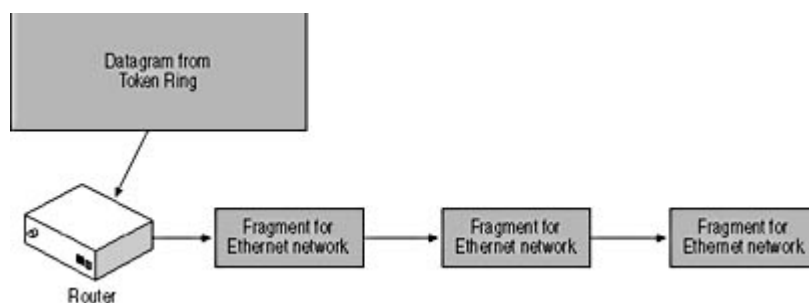 Datagram from
Token Ring
Fragment for
Ethernet network
Fragment for
Ethernet network
Fragment for
Ethernet network
Router